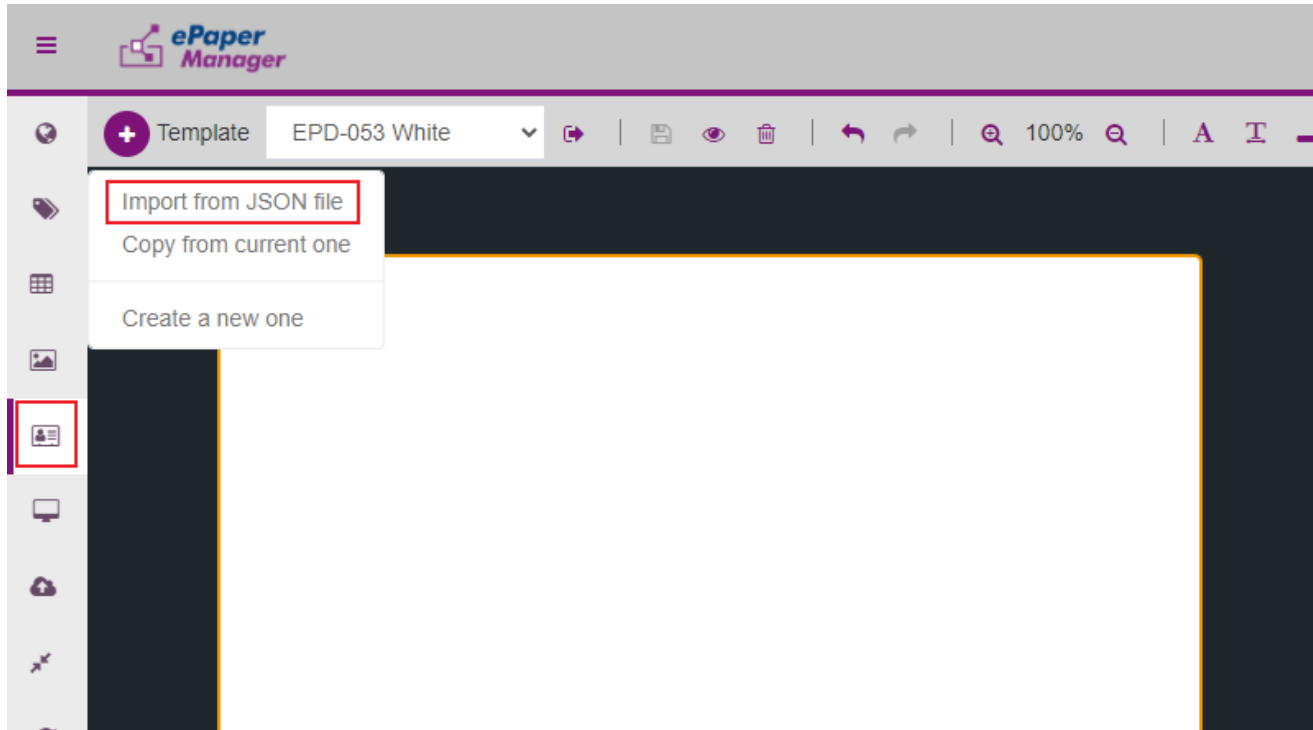 ePaper
Manager
Template EPD-053 White 100% A T
Import from JSON file
Copy from current one
Create a new one